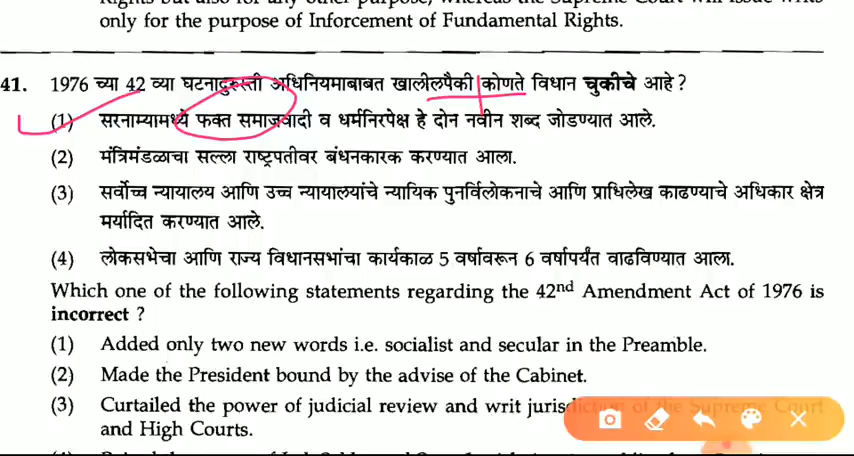 only for the purpose of Inforcement of Fundamental Rights.
41. 1976 च्या 42 व्या घटनादुरुस्ती अधिनियमाबाबत खालीलपैकी कोणते विधान चुकीचे आहे ?
(1) सरनाम्यामध्ये फक्त समाजवादी व धर्मनिरपेक्ष हे दोन नवीन शब्द जोडण्यात आले.
(2) मंत्रिमंडळाचा सल्ला राष्ट्रपतीवर बंधनकारक करण्यात आला.
(3) सर्वोच्च न्यायालय आणि उच्च न्यायालयांचे न्यायिक पुनर्विलोकनाचे आणि प्राधिलेख काढण्याचे अधिकार क्षेत्र
मर्यादित करण्यात आले.
(4) लोकसभेचा आणि राज्य विधानसभांचा कार्यकाळ 5 वर्षावरून 6 वर्षापर्यंत वाढविण्यात आला.
Which one of the following statements regarding the 42nd Amendment Act of 1976 is
incorrect ?
(1) Added only two new words i.e. socialist and secular in the Preamble.
(2) Made the President bound by the advise of the Cabinet.
(3) Curtailed the power of judicial review and writ jurisdiction of the Supreme Court
and High Courts.